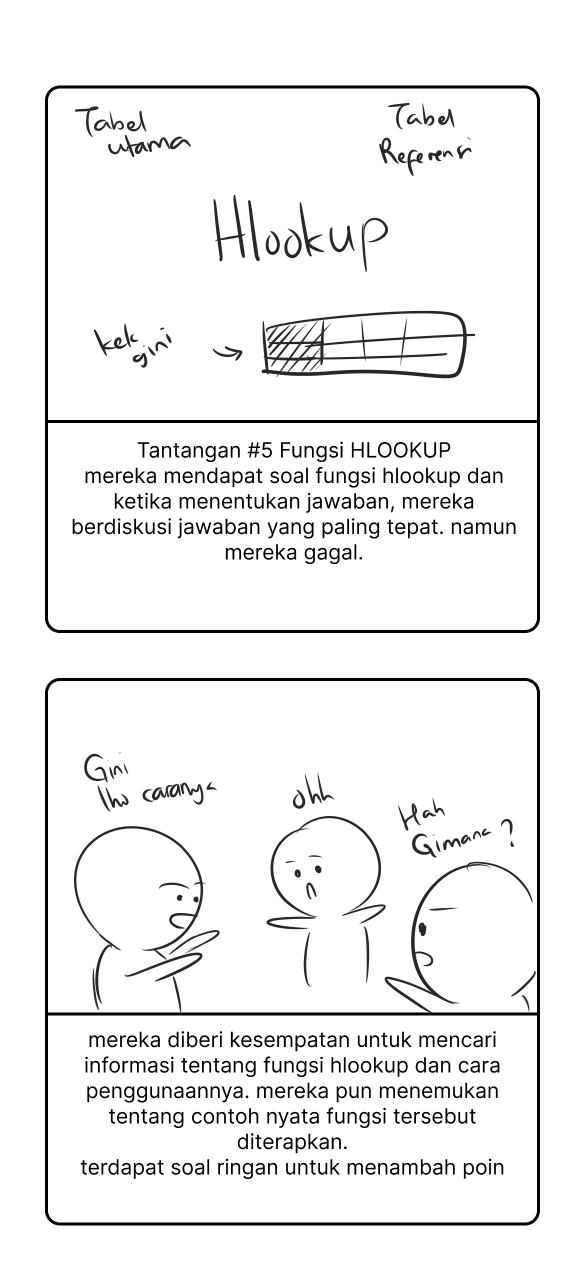 Tabel
utama
Tabel
Referensi
Hlookup
kek
gini
Tantangan #5 Fungsi HLOOKUP
mereka mendapat soal fungsi hlookup dan
ketika menentukan jawaban, mereka
berdiskusi jawaban yang paling tepat. namun
mereka gagal.
Gini
lho caranya
ohh
Hah
Gimana ?
mereka diberi kesempatan untuk mencari
informasi tentang fungsi hlookup dan cara
penggunaannya. mereka pun menemukan
tentang contoh nyata fungsi tersebut
diterapkan.
terdapat soal ringan untuk menambah poin